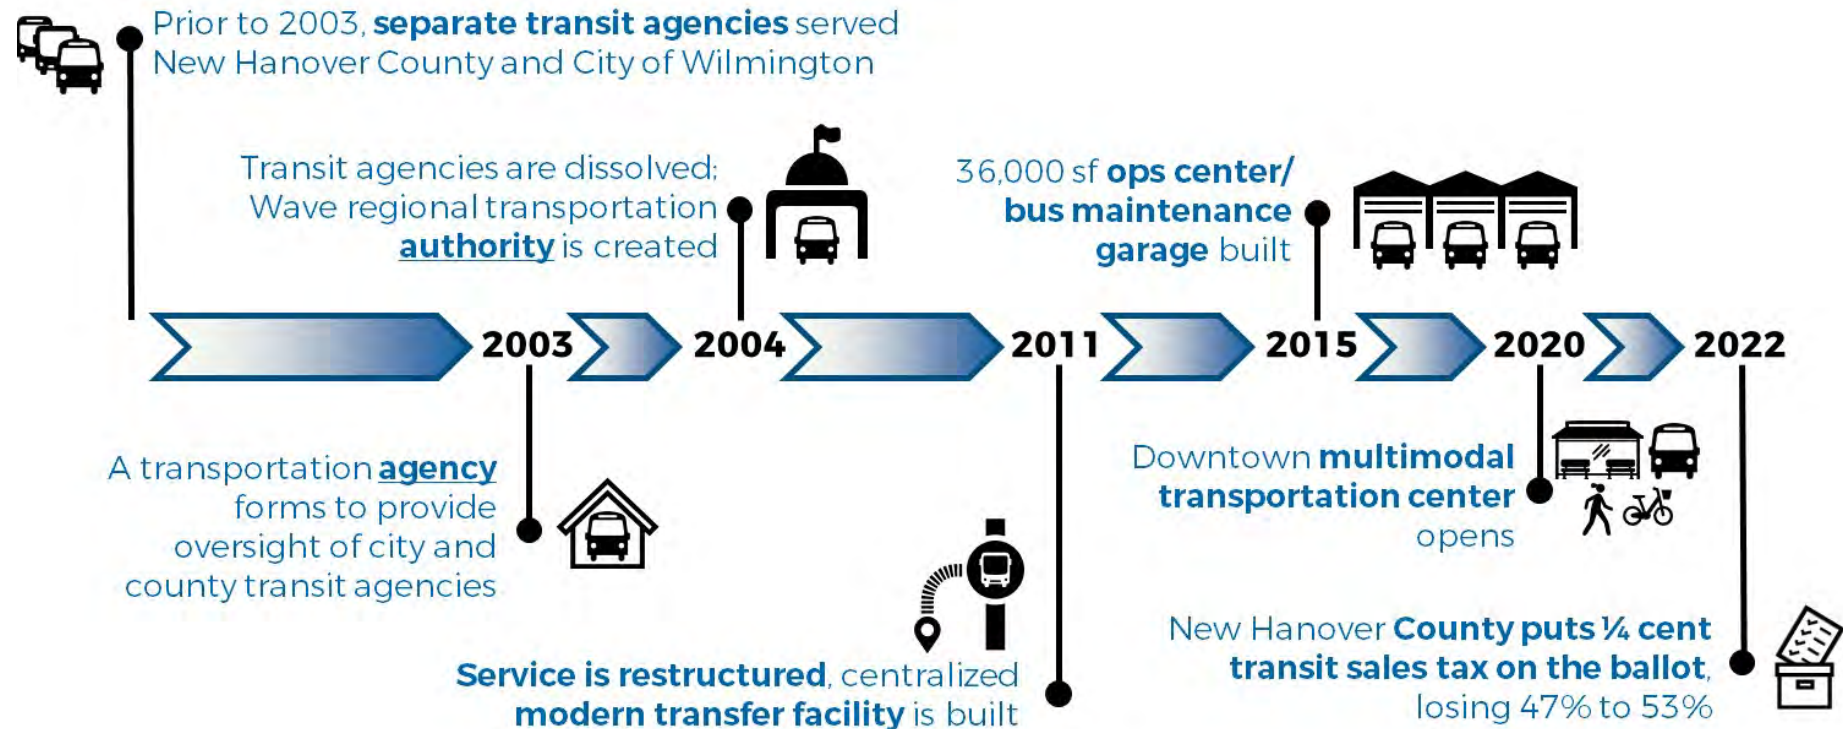 Prior to 2003, separate transit agencies served
New Hanover County and City of Wilmington
Transit agencies are dissolved;
Wave regional transportation
authority is created
36,000 sf ops center/
bus maintenance
garage built
2003
2004
2011
2015
2020
2022
A transportation agency
forms to provide
oversight of city and
county transit agencies
Service is restructured, centralized
modern transfer facility is built
Downtown multimodal
transportation center
opens
New Hanover County puts ¼ cent
transit sales tax on the ballot,
losing 47% to 53%